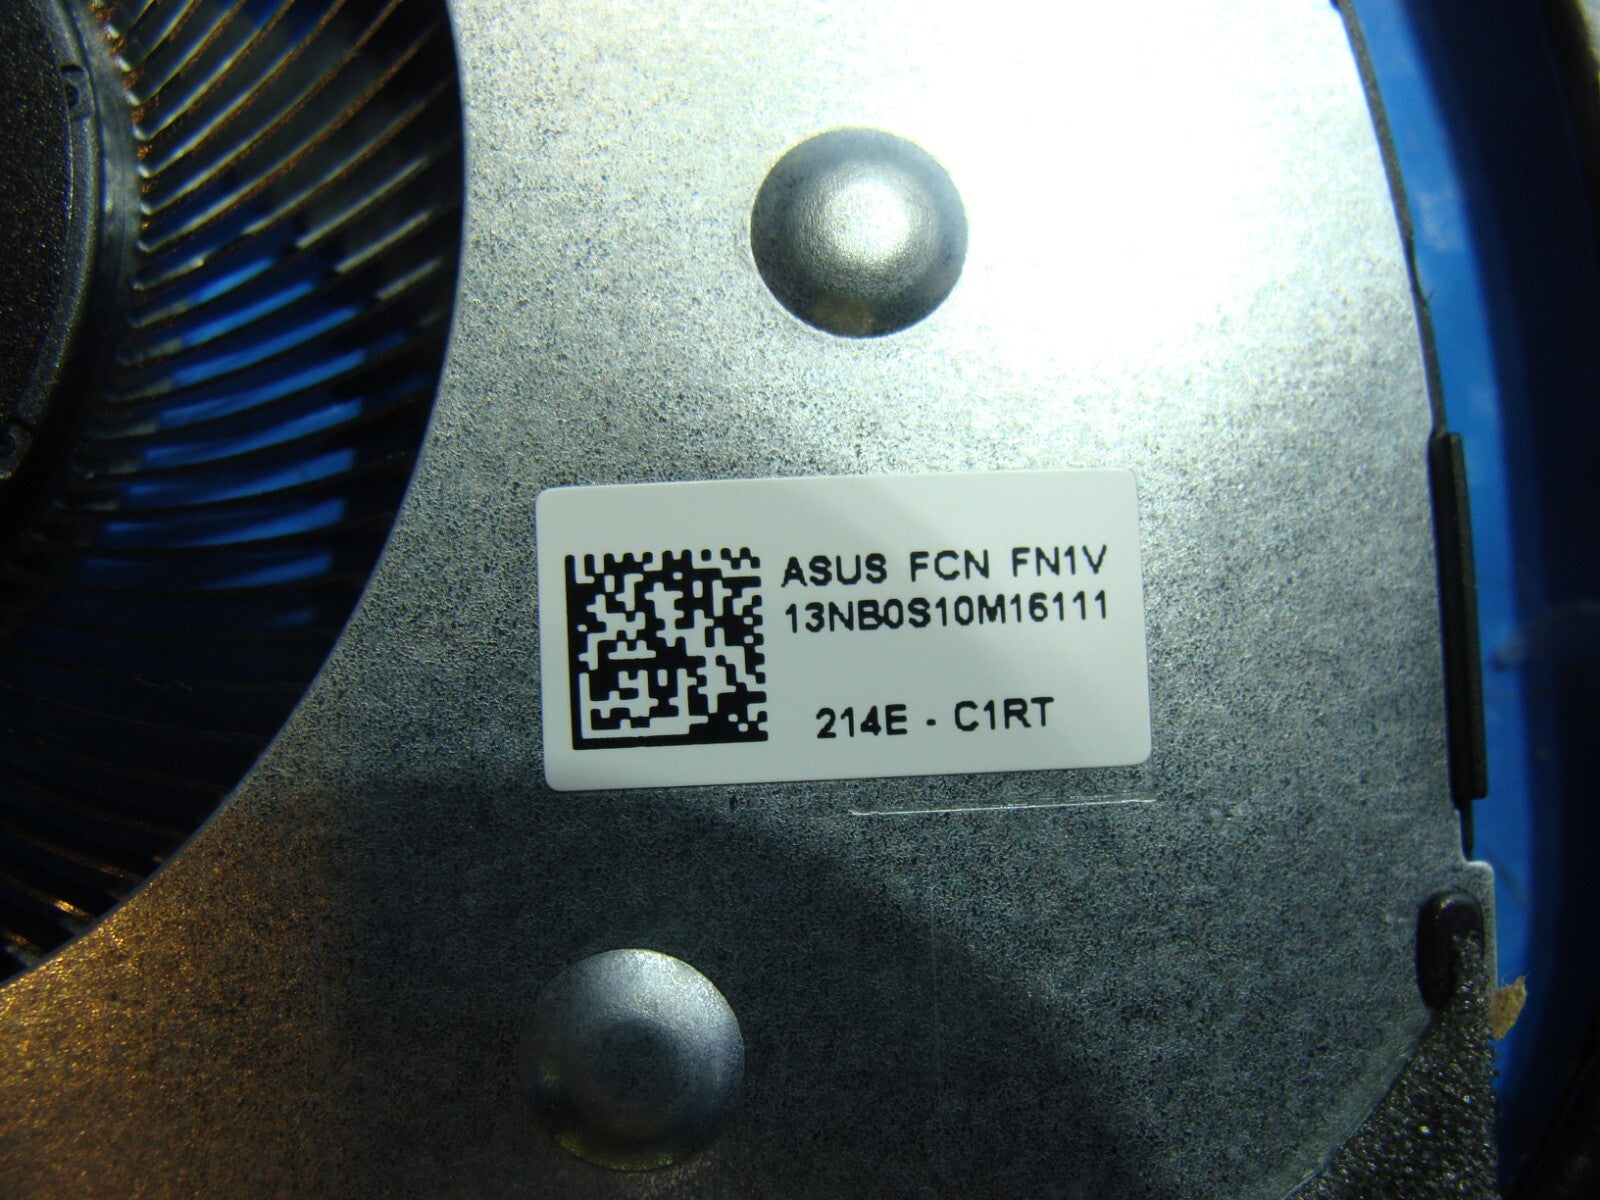 ASUS FCN FN1V
13NB0S10M16111
214E - C1RT